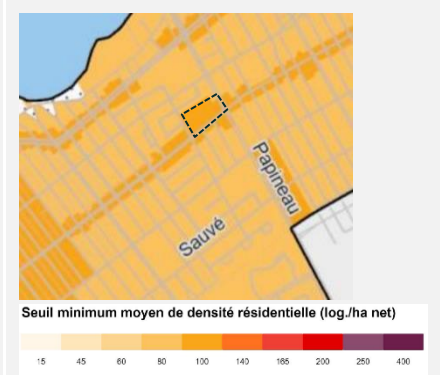 Papineau
Sauvé
Seuil minimum moyen de densité résidentielle (log./ha net)
15 45 60 80 100 140 165 200 250 400